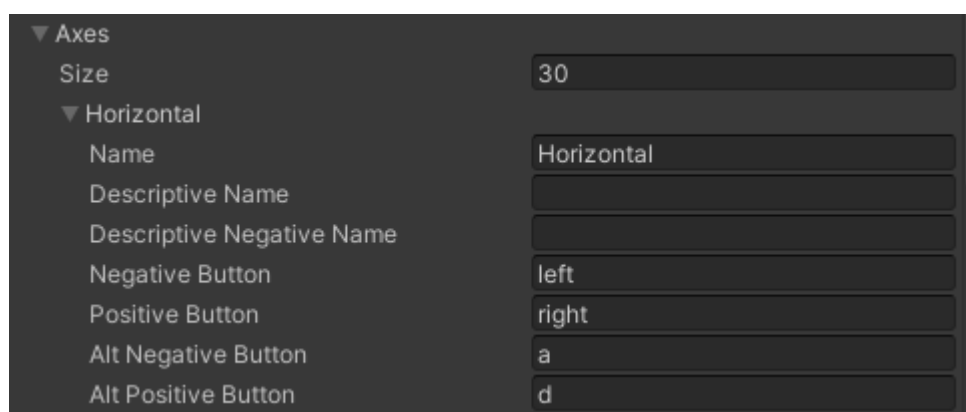 Axes
Size 30
Horizontal
Name Horizontal
Descriptive Name
Descriptive Negative Name
Negative Button left
Positive Button right
Alt Negative Button a
Alt Positive Button d